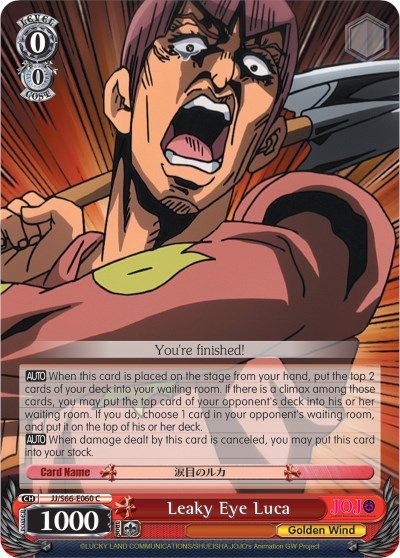 LEVEL
0
0
COST
You're finished!
AUTO When this card is placed on the stage from your hand, put the top 2
cards of your deck into your waiting room. If there is a climax among those
cards, you may put the top card of your opponent's deck into his or her
waiting room. If you do, choose 1 card in your opponent's waiting room,
and put it on top of his or her deck.
AUTO When damage dealt by this card is canceled, you may put this card
into your stock.
Card Name 涙目のルカ
CH JJ/S66-E060 C
POWER 1000 SOUL
Leaky Eye Luca
JOJO
Golden Wind
©LUCKY LAND COMMUNICATIONS/SHUEISHA,JOJO's Animation GW Project